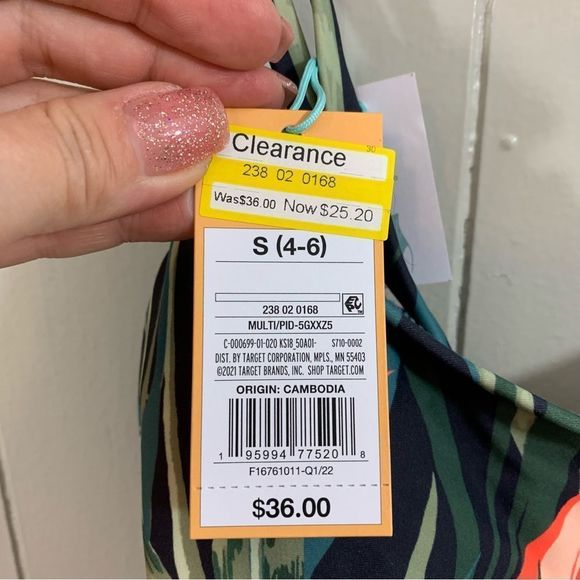 Clearance
30
238 02 0168
Was$36.00 Now $25.20
S (4-6)
238 02 0168
MULTI/PID-5GXXZ5
C-000699-01-020 KS18_50A01- S710-0002
DIST. BY TARGET CORPORATION, MPLS., MN 55403
©2021 TARGET BRANDS, INC. SHOP TARGET.COM
ORIGIN: CAMBODIA
1 95994 77520 8
F16761011-Q1/22
$36.00